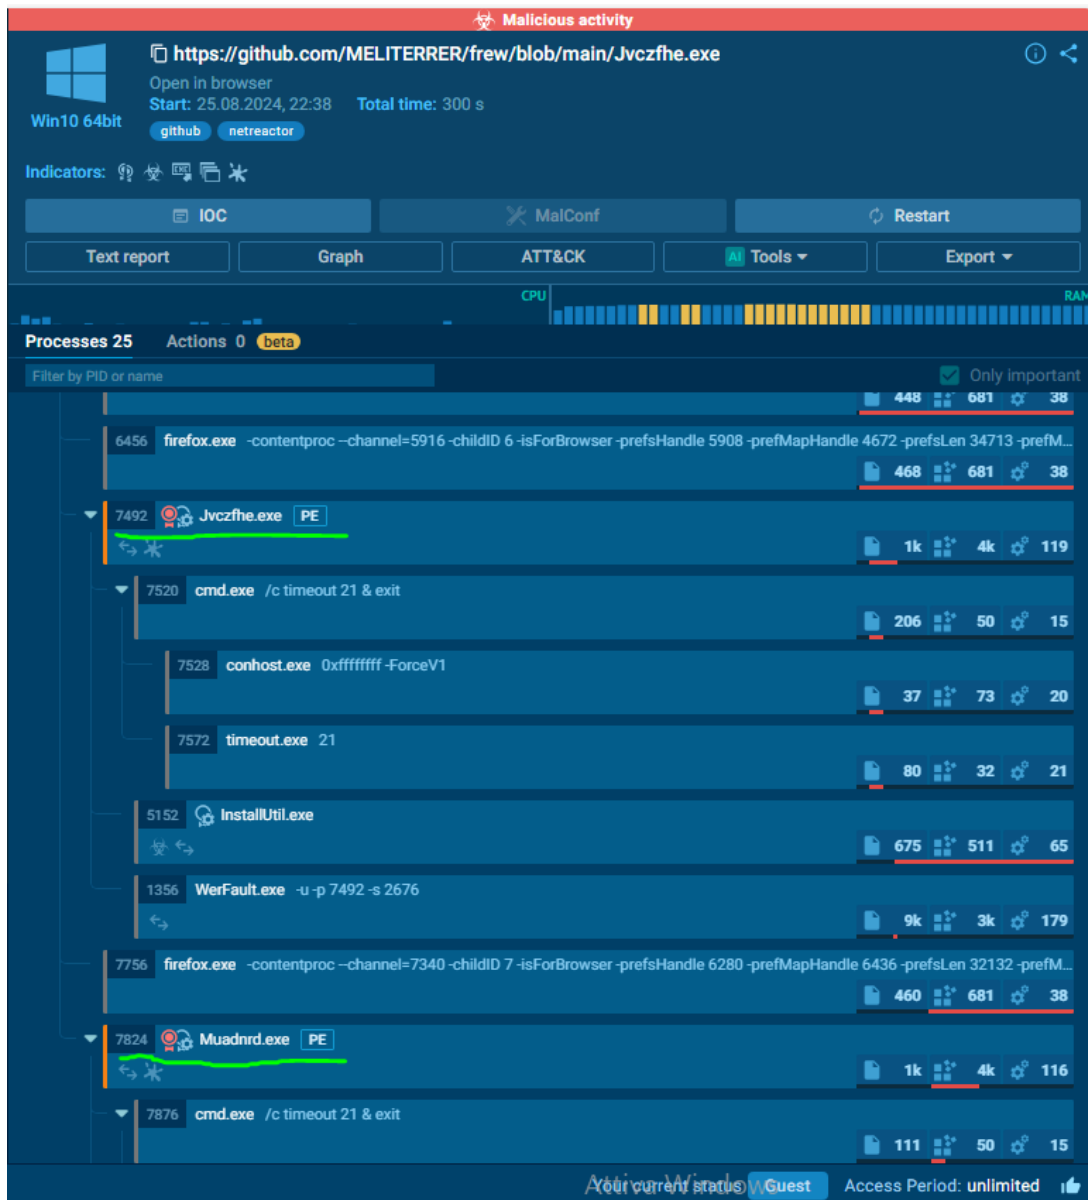 Malicious activity
https://github.com/MELITERRER/frew/blob/main/Jvczfhe.exe
Open in browser
Start: 25.08.2024, 22:38 Total time: 300 s
Win10 64bit
github netreactor
Indicators:
IOC MalConf Restart
Text report Graph ATT&CK AI Tools Export
CPU RAM
Processes 25 Actions 0 beta
Filter by PID or name Only important
448 681 38
6456 firefox.exe -contentproc --channel=5916 -childID 6 -isForBrowser -prefsHandle 5908 -prefMapHandle 4672 -prefsLen 34713 -prefM...
468 681 38
7492 Jvczfhe.exe PE
1k 4k 119
7520 cmd.exe /c timeout 21 & exit
206 50 15
7528 conhost.exe 0xffffffff -ForceV1
37 73 20
7572 timeout.exe 21
80 32 21
5152 InstallUtil.exe
675 511 65
1356 WerFault.exe -u -p 7492 -s 2676
9k 3k 179
7756 firefox.exe -contentproc --channel=7340 -childID 7 -isForBrowser -prefsHandle 6280 -prefMapHandle 6436 -prefsLen 32132 -prefM...
460 681 38
7824 Muadnrd.exe PE
1k 4k 116
7876 cmd.exe /c timeout 21 & exit
111 50 15
Attiva Windows
Your current status Guest Access Period: unlimited